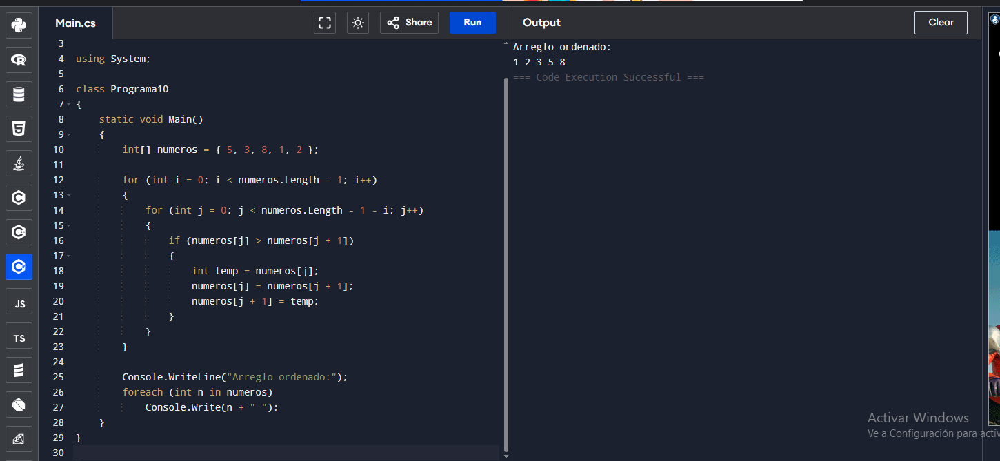 Main.cs
Share
Run
Output
Clear
3
4 using System;
5
6 class Programa10
7 {
8 static void Main()
9 {
10 int[] numeros = { 5, 3, 8, 1, 2 };
11
12 for (int i = 0; i < numeros.Length - 1; i++)
13 {
14 for (int j = 0; j < numeros.Length - 1 - i; j++)
15 {
16 if (numeros[j] > numeros[j + 1])
17 {
18 int temp = numeros[j];
19 numeros[j] = numeros[j + 1];
20 numeros[j + 1] = temp;
21 }
22 }
23 }
24
25 Console.WriteLine("Arreglo ordenado:");
26 foreach (int n in numeros)
27 Console.Write(n + " ");
28 }
29 }
30
Arreglo ordenado:
1 2 3 5 8
=== Code Execution Successful ===
R
5
C
C
C
JS
TS
Activar Windows
Ve a Configuración para activ